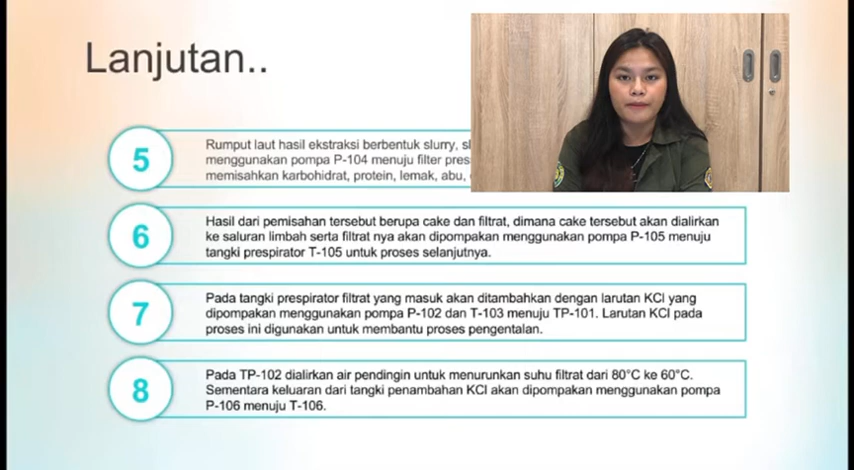 Lanjutan..
5
Rumput laut hasil ekstraksi berbentuk slurry,
menggunakan pompa P-104 menuju filter
memisahkan karbohidrat, protein, lemak, abu,
6
Hasil dari pemisahan tersebut berupa cake dan filtrat, dimana cake tersebut akan dialirkan
ke saluran limbah serta filtrat nya akan dipompakan menggunakan pompa P-105 menuju
tangki prespirator T-105 untuk proses selanjutnya.
7
Pada tangki prespirator filtrat yang masuk akan ditambahkan dengan larutan KCl yang
dipompakan menggunakan pompa P-102 dan T-103 menuju TP-101. Larutan KCl pada
proses ini digunakan untuk membantu proses pengentalan.
8
Pada TP-102 dialirkan air pendingin untuk menurunkan suhu filtrat dari 80°C ke 60°C.
Sementara keluaran dari tangki penambahan KCl akan dipompakan menggunakan pompa
P-106 menuju T-106.